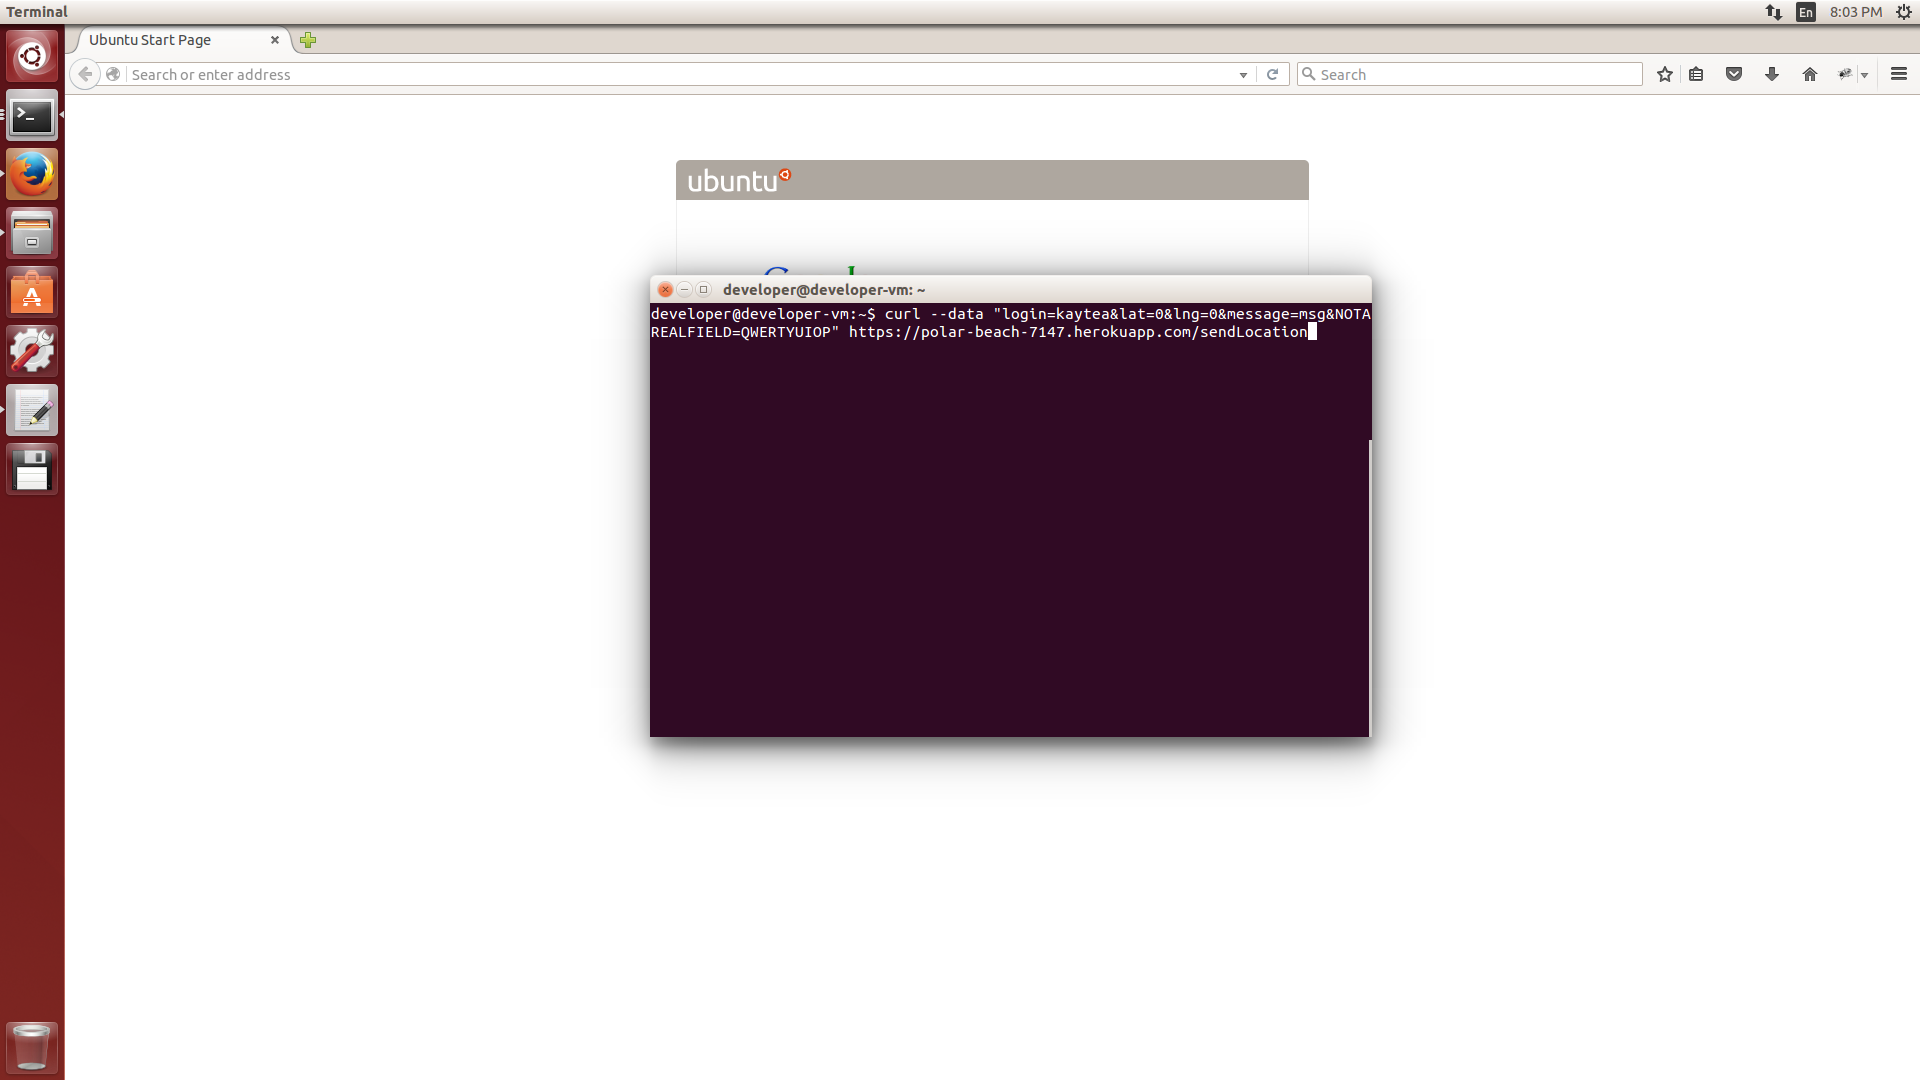 Terminal
En
8:03 PM
Ubuntu Start Page
Search or enter address
Search
ubuntu
developer@developer-vm: ~
developer@developer-vm:~$ curl --data "login=kaytea&lat=0&lng=0&message=msg&NOTA
REALFIELD=QWERTYUIOP" https://polar-beach-7147.herokuapp.com/sendLocation